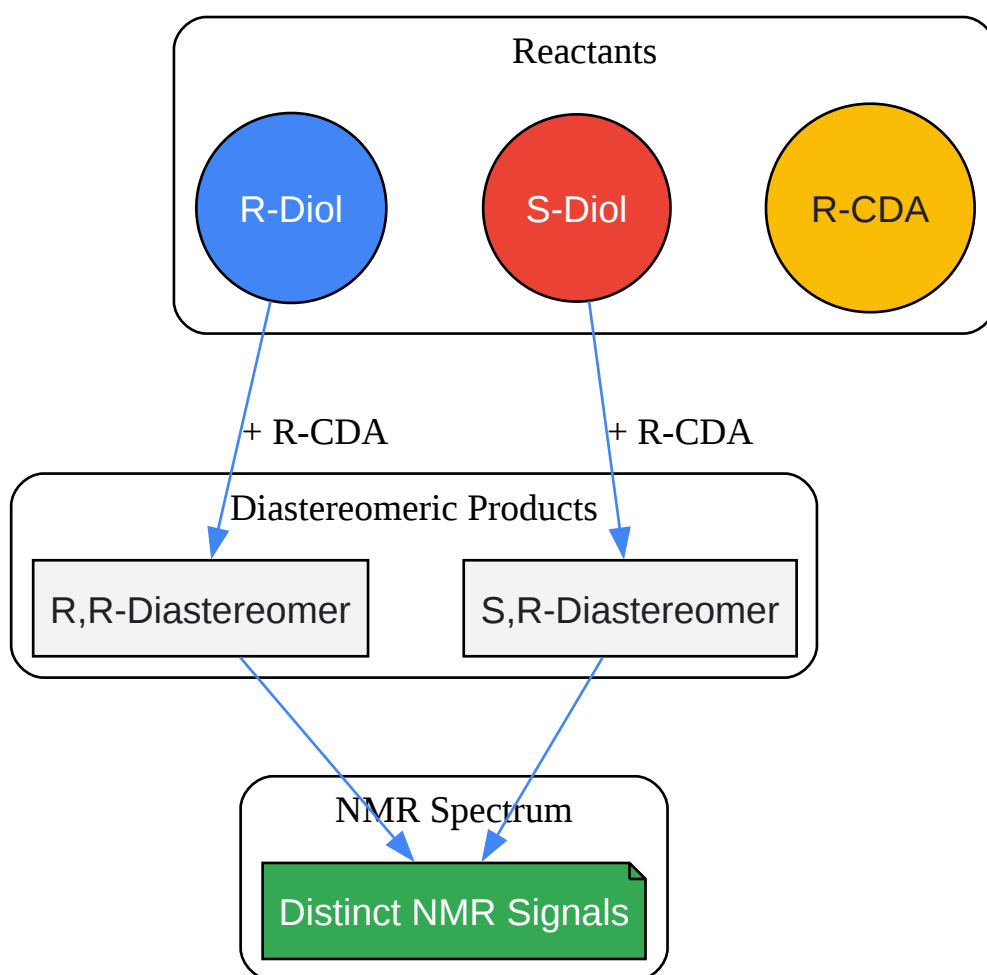 Reactants
R-Diol
S-Diol
R-CDA
+ R-CDA
+ R-CDA
Diastereomeric Products
R,R-Diastereomer
S,R-Diastereomer
NMR Spectrum
Distinct NMR Signals